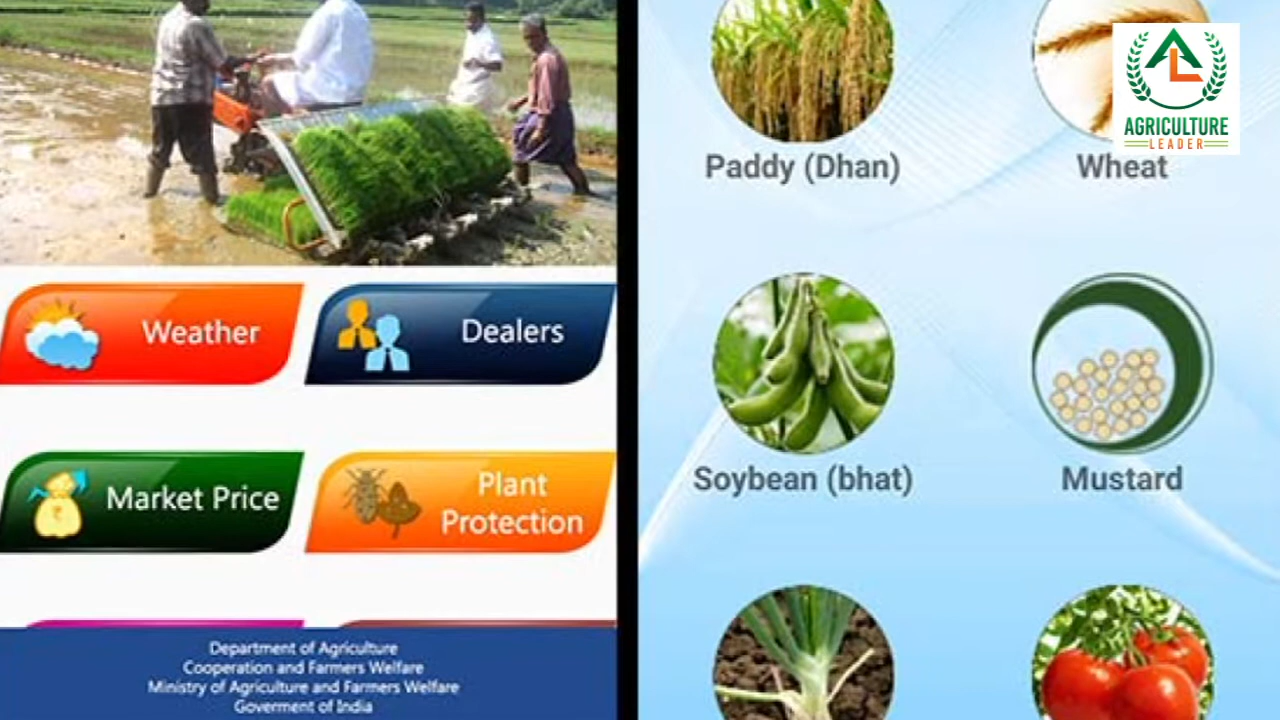 Weather
Dealers
Market Price
Plant
Protection
Department of Agriculture
Cooperation and Farmers Welfare
Ministry of Agriculture and Farmers Welfare
Goverment of India
Paddy (Dhan)
Wheat
Soybean (bhat)
Mustard
AGRICULTURE
LEADER